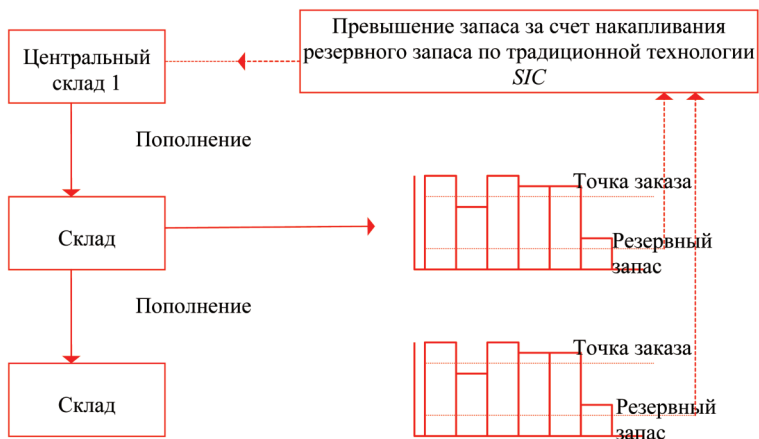 Превышение запаса за счет накапливания
резервного запаса по традиционной технологии
SIC
Центральный
склад 1
Пополнение
Точка заказа
Склад
Резервный
запас
Пополнение
Точка заказа
Склад
Резервный
запас